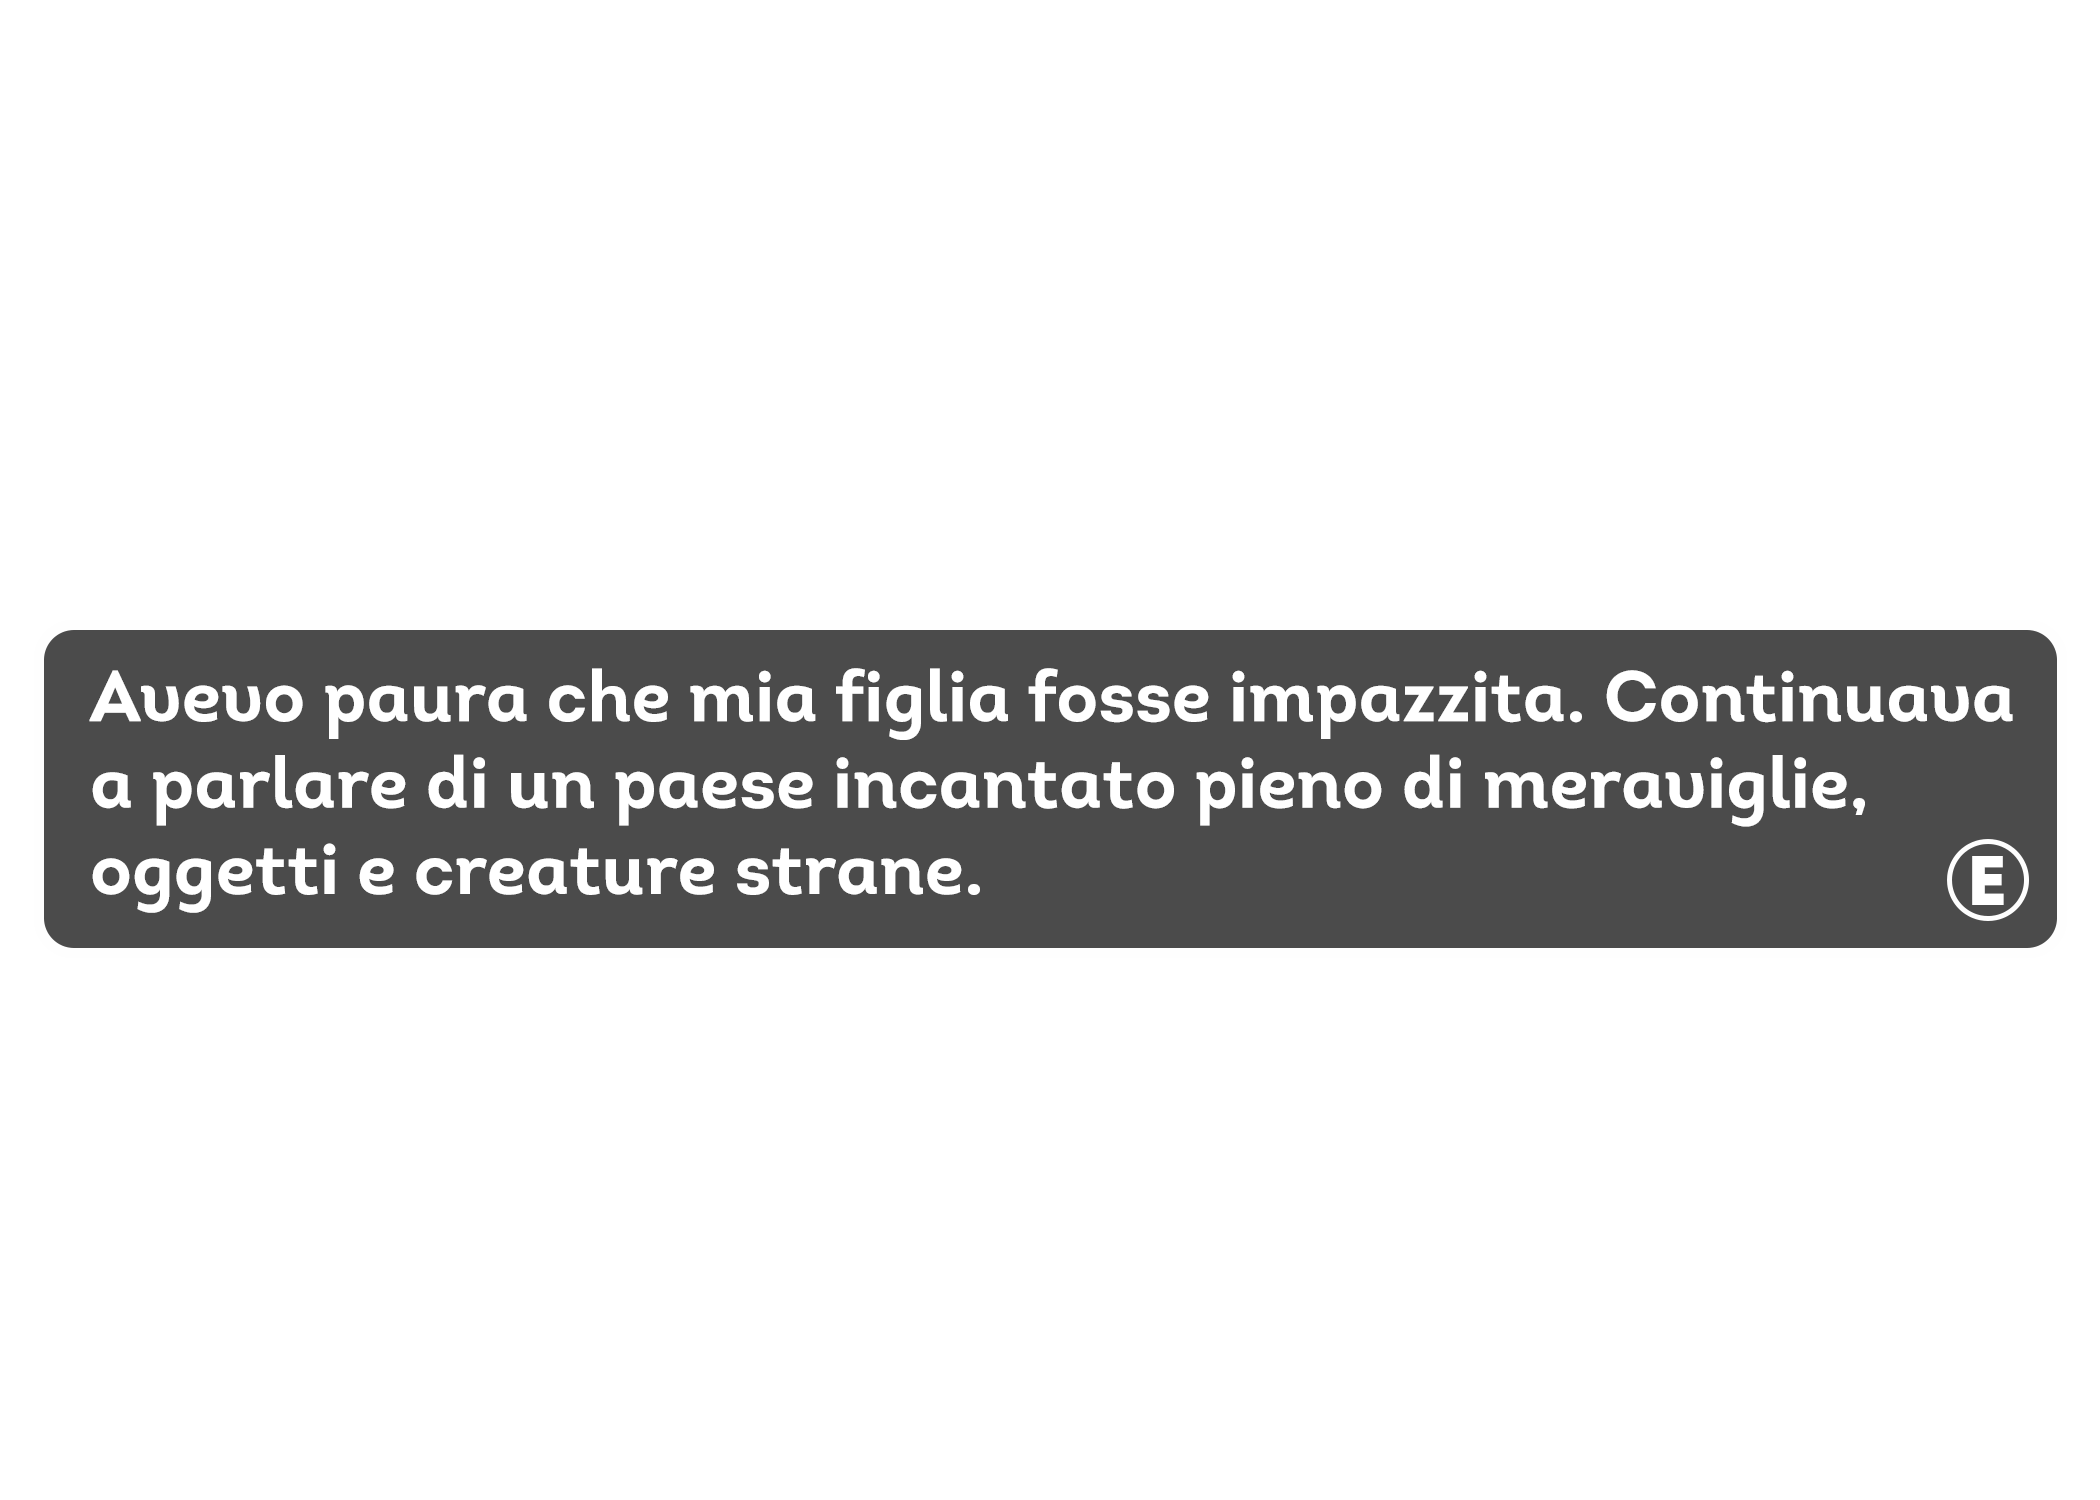 Avevo paura che mia figlia fosse impazzita. Continuava
a parlare di un paese incantato pieno di meraviglie,
oggetti e creature strane.
E